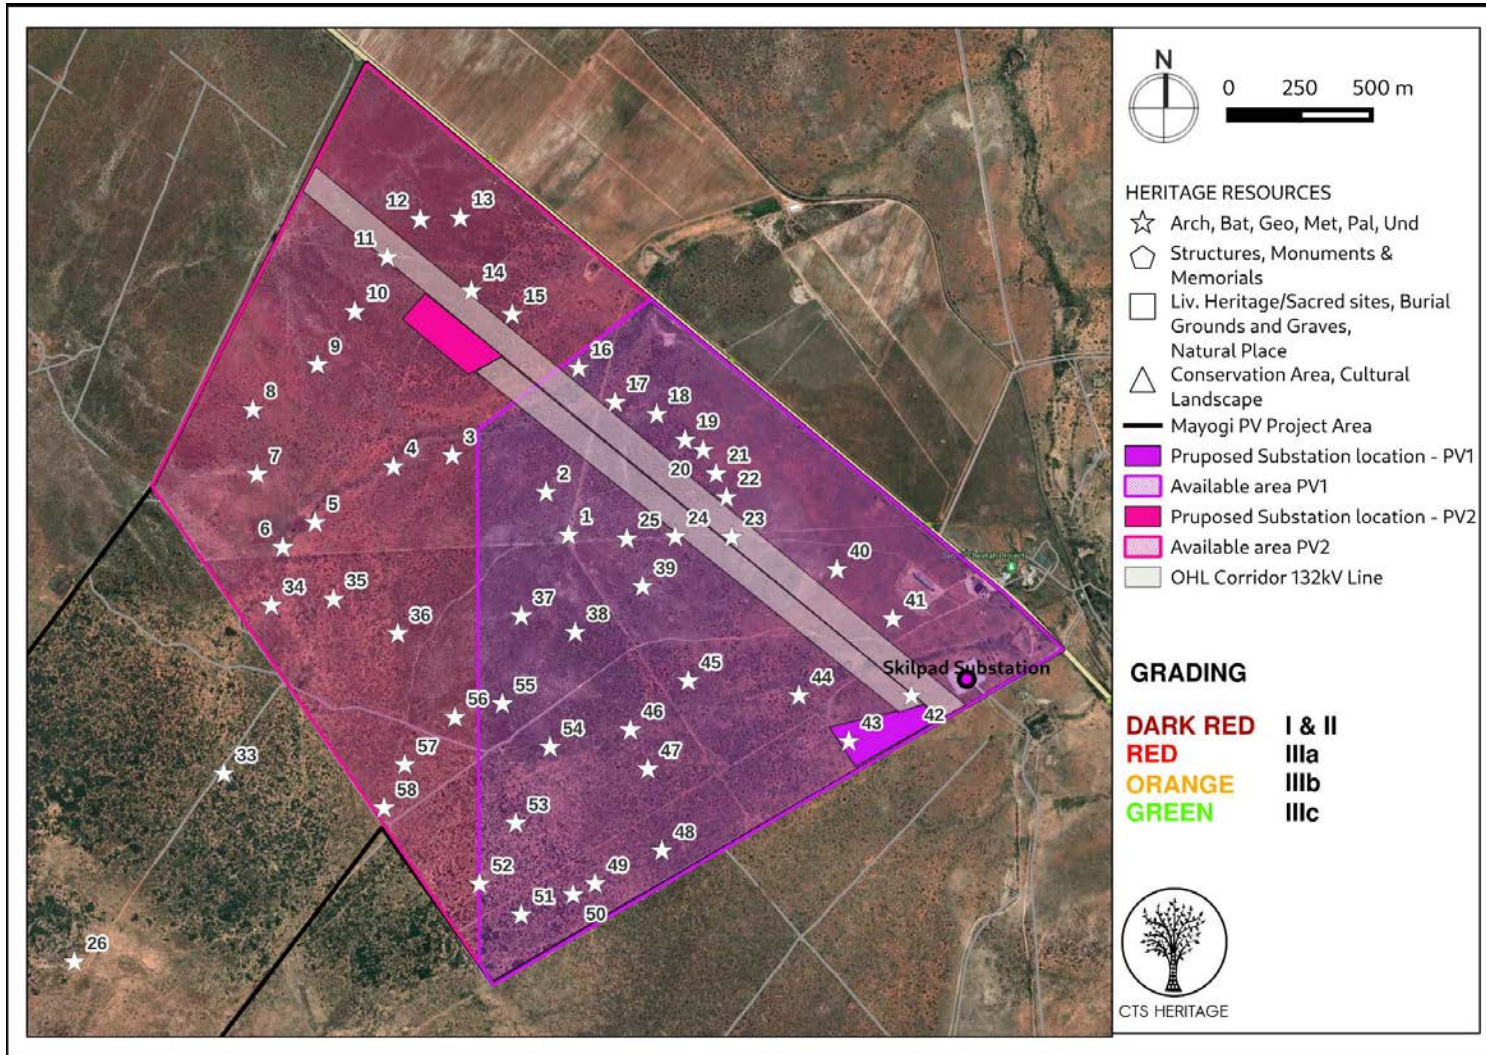 N
0 250 500 m
HERITAGE RESOURCES
Arch, Bat, Geo, Met, Pal, Und
Structures, Monuments &
Memorials
Liv. Heritage/Sacred sites, Burial
Grounds and Graves,
Natural Place
Conservation Area, Cultural
Landscape
Mayogi PV Project Area
Pruposed Substation location - PV1
Available area PV1
Pruposed Substation location - PV2
Available area PV2
OHL Corridor 132kV Line
GRADING
DARK RED I & II
RED IIIa
ORANGE IIIb
GREEN IIIc
CTS HERITAGE
12
13
11
14
10
15
9
16
8
17
18
19
3
4
20
21
7
2
22
5
1
25
24
23
6
40
Cheetah Project
39
34
35
41
36
37
38
Skilpad Substation
45
44
55
56
42
46
43
54
57
47
33
58
53
48
52
49
51
50
26